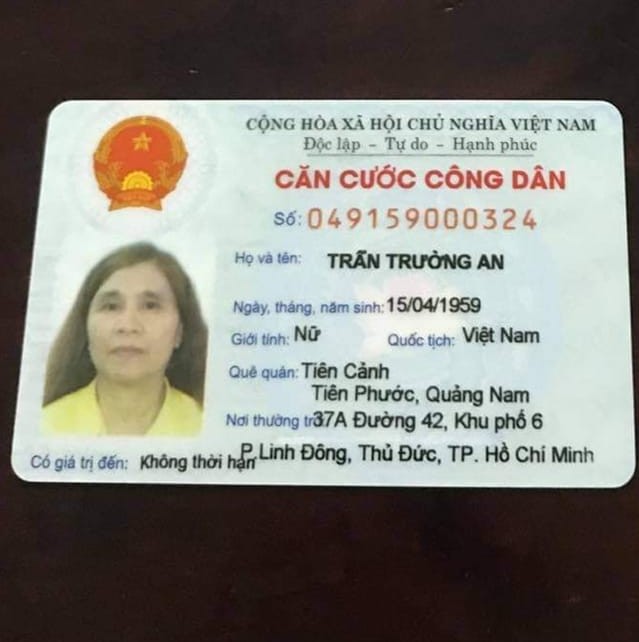 CỘNG HÒA XÃ HỘI CHỦ NGHĨA VIỆT NAM
Độc lập – Tự do – Hạnh phúc
CĂN CƯỚC CÔNG DÂN
Số: 049159000324
Họ và tên: TRẦN TRƯỜNG AN
Ngày, tháng, năm sinh: 15/04/1959
Giới tính: Nữ Quốc tịch: Việt Nam
Quê quán: Tiên Cảnh
Tiên Phước, Quảng Nam
Nơi thường tr 37A Đường 42, Khu phố 6
P.Linh Đông, Thủ Đức, TP. Hồ Chí Minh
Có giá trị đến: Không thời hạn